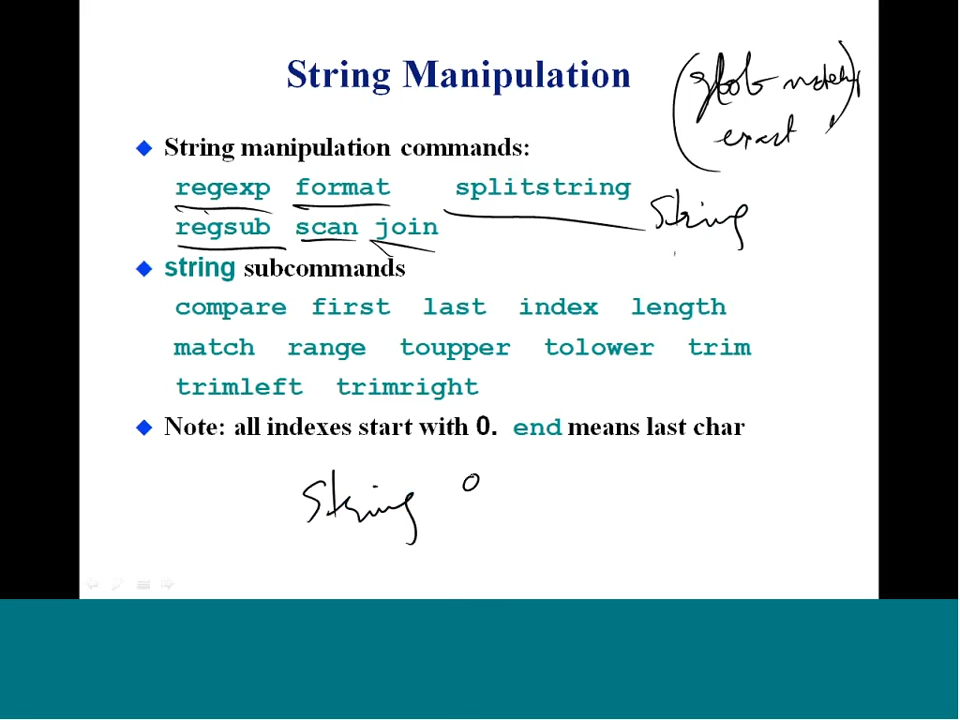 String Manipulation
(glob
exact
String manipulation commands:
regexp format splitstring
String
regsub scan join
string subcommands
compare first last index length
match range toupper tolower trim
trimleft trimright
Note: all indexes start with 0. end means last char
String 0